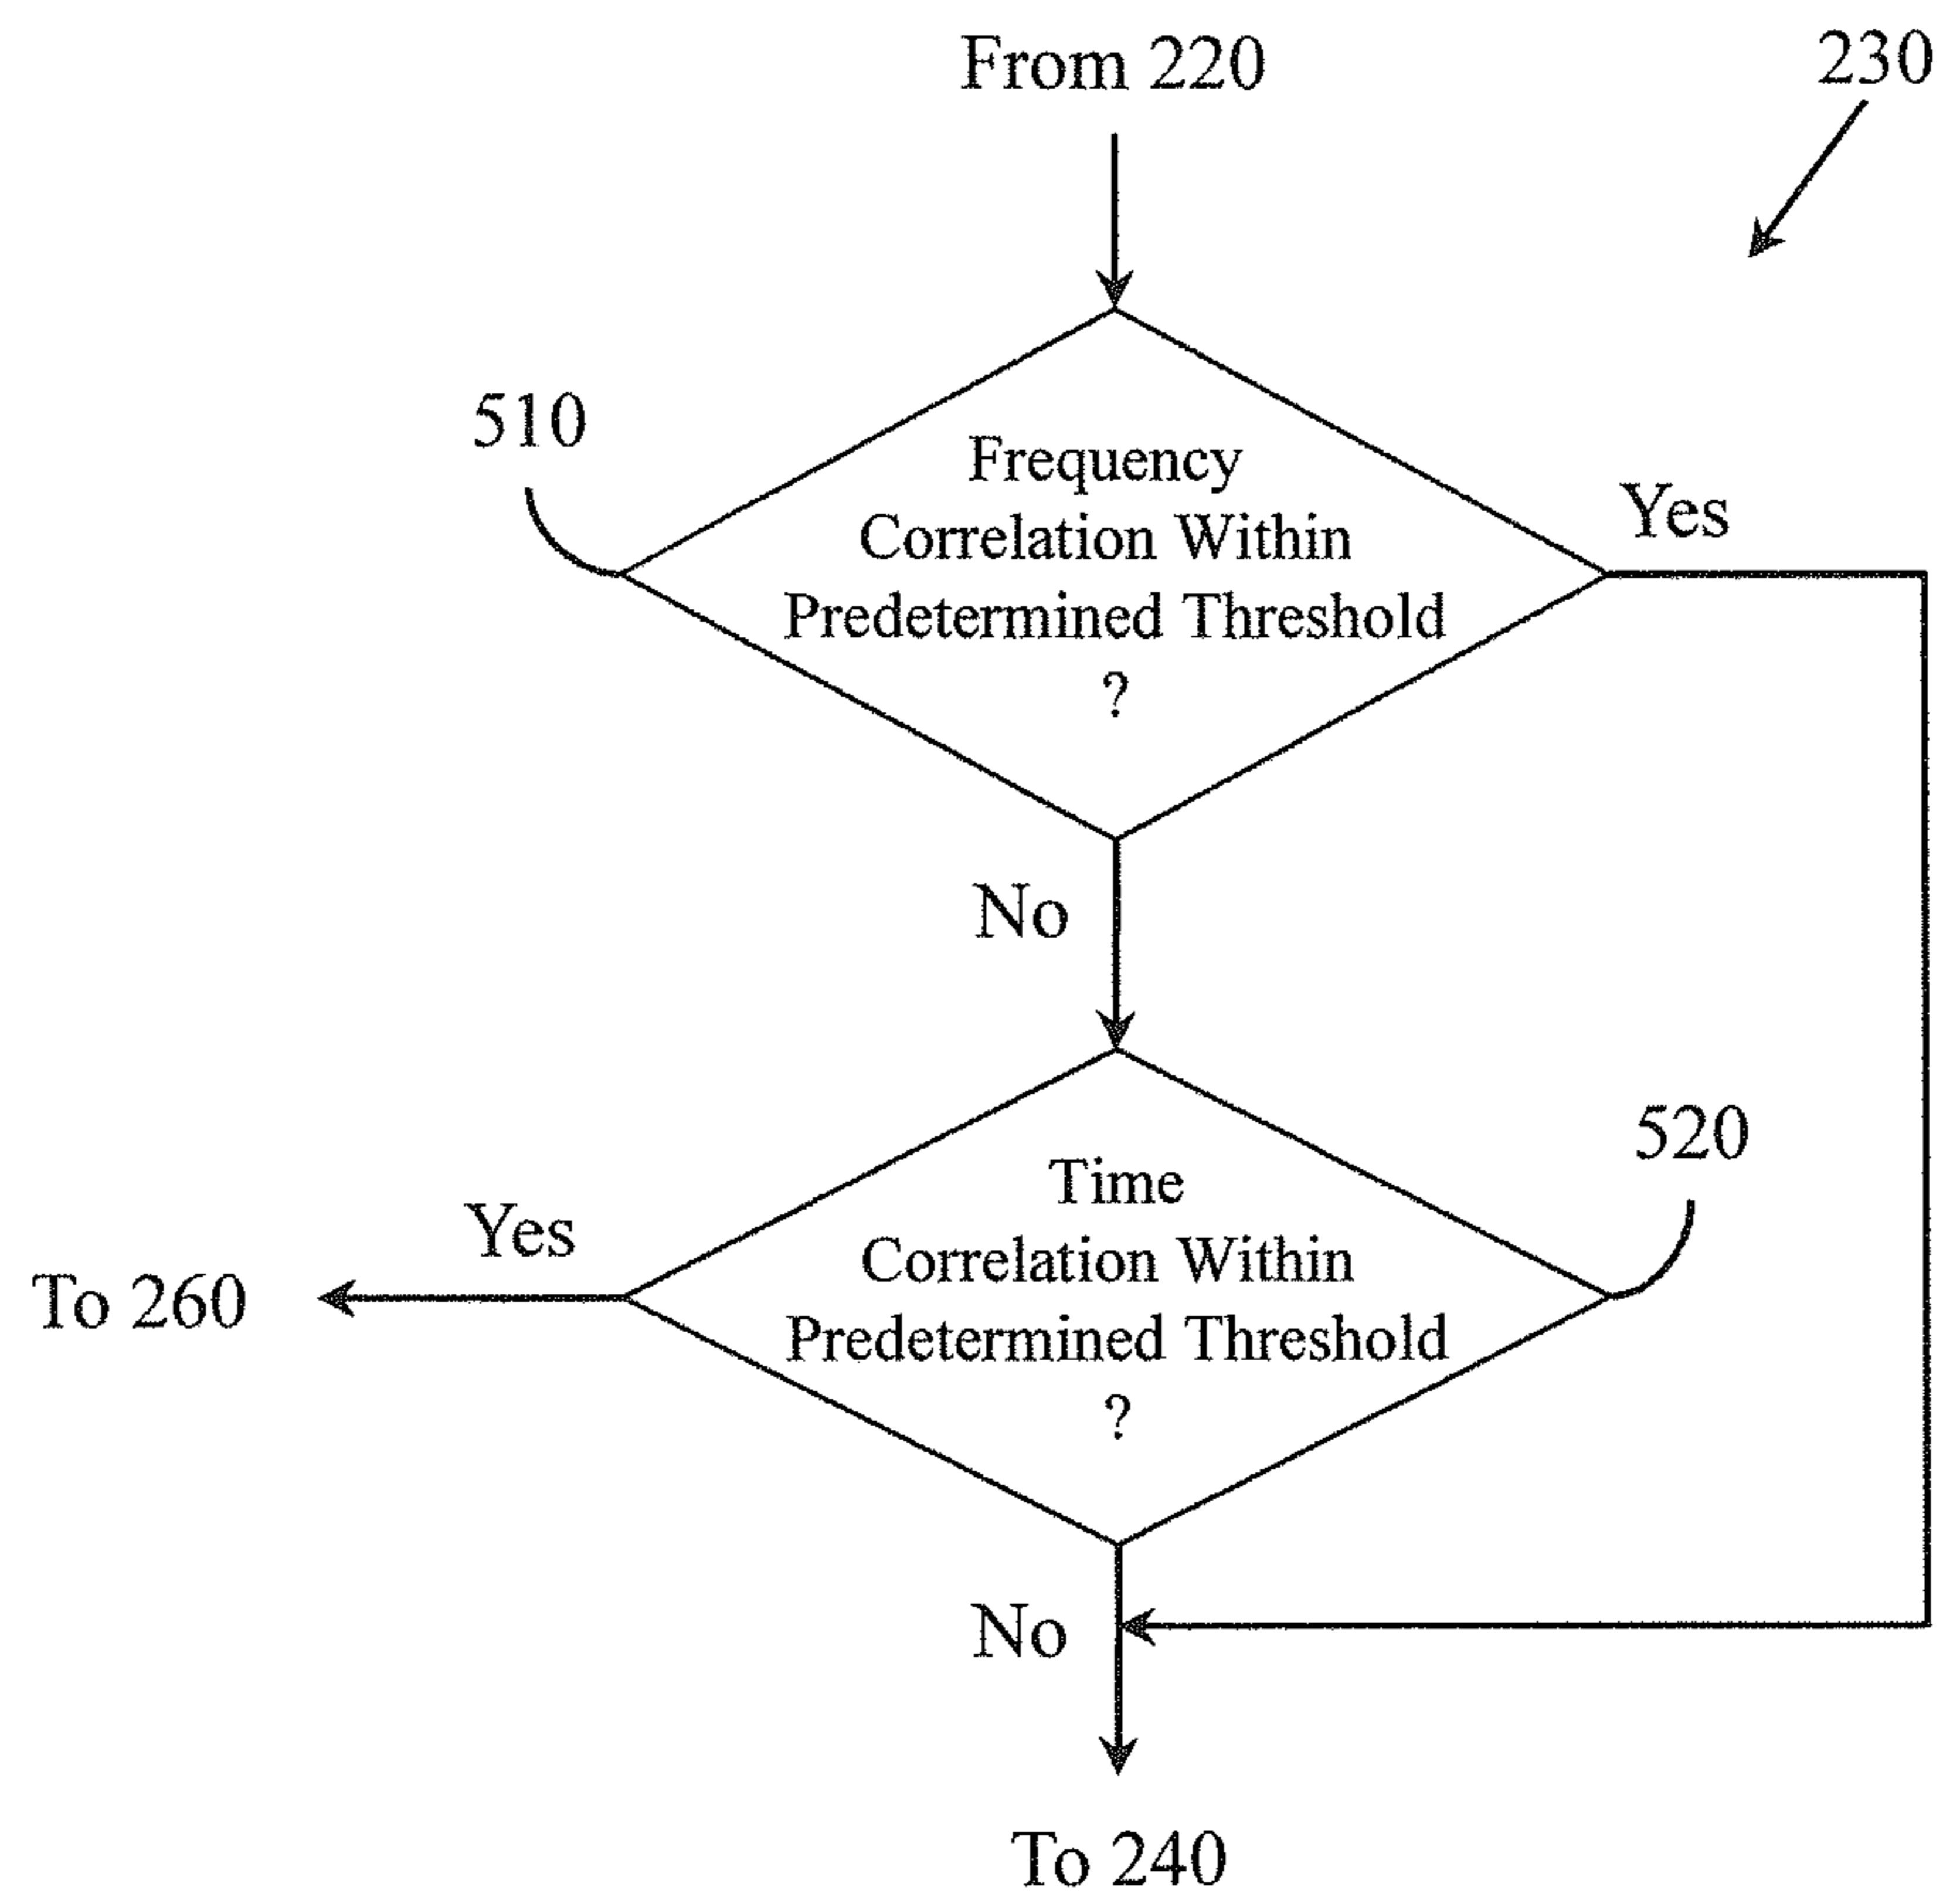 From 220
230
510
Frequency
Correlation Within
Predetermined Threshold
?
Yes
No
520
Time
Correlation Within
Predetermined Threshold
?
Yes
To 260
No
To 240